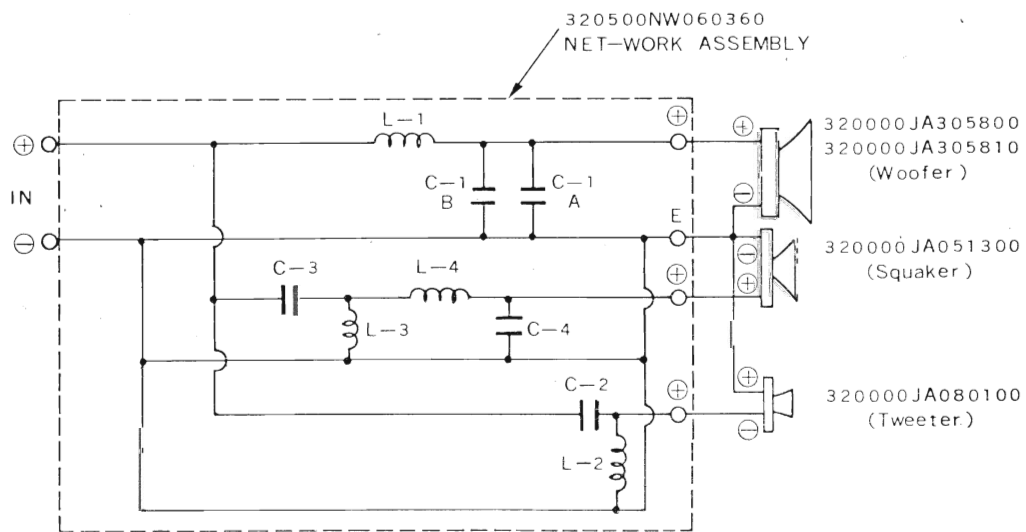 320500NW060360
NET-WORK ASSEMBLY
L-1
⊕
⊕
⊕
320000JA305800
320000JA305810
(Woofer)
C-1
B
C-1
A
IN
⊖
E
⊖
⊖
320000JA051300
(Squaker)
C-3
L-4
⊕
⊕
L-3
C-4
C-2
⊕
⊕
320000JA080100
(Tweeter.)
⊖
L-2